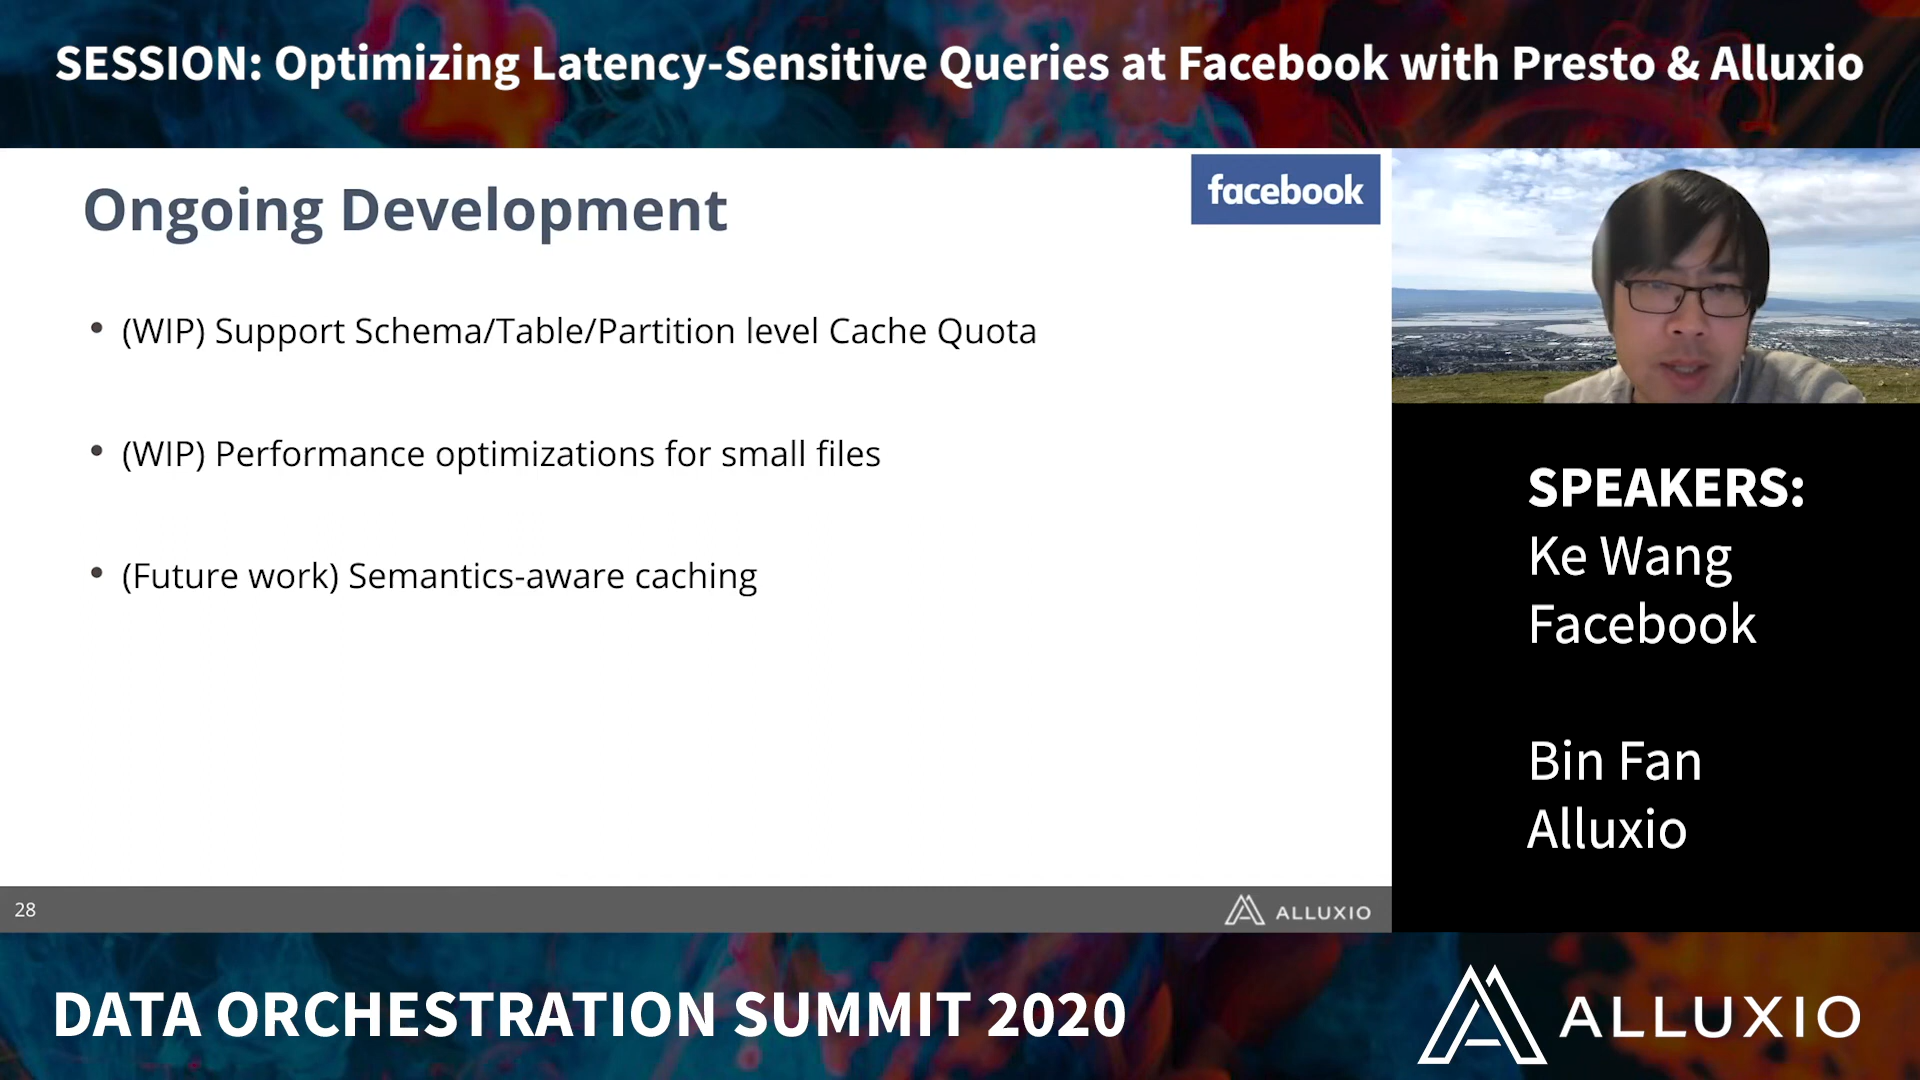 SESSION: Optimizing Latency-Sensitive Queries at Facebook with Presto & Alluxio
Ongoing Development
facebook
• (WIP) Support Schema/Table/Partition level Cache Quota
• (WIP) Performance optimizations for small files
• (Future work) Semantics-aware caching
28
ALLUXIO
SPEAKERS:
Ke Wang
Facebook
Bin Fan
Alluxio
DATA ORCHESTRATION SUMMIT 2020
ALLUXIO